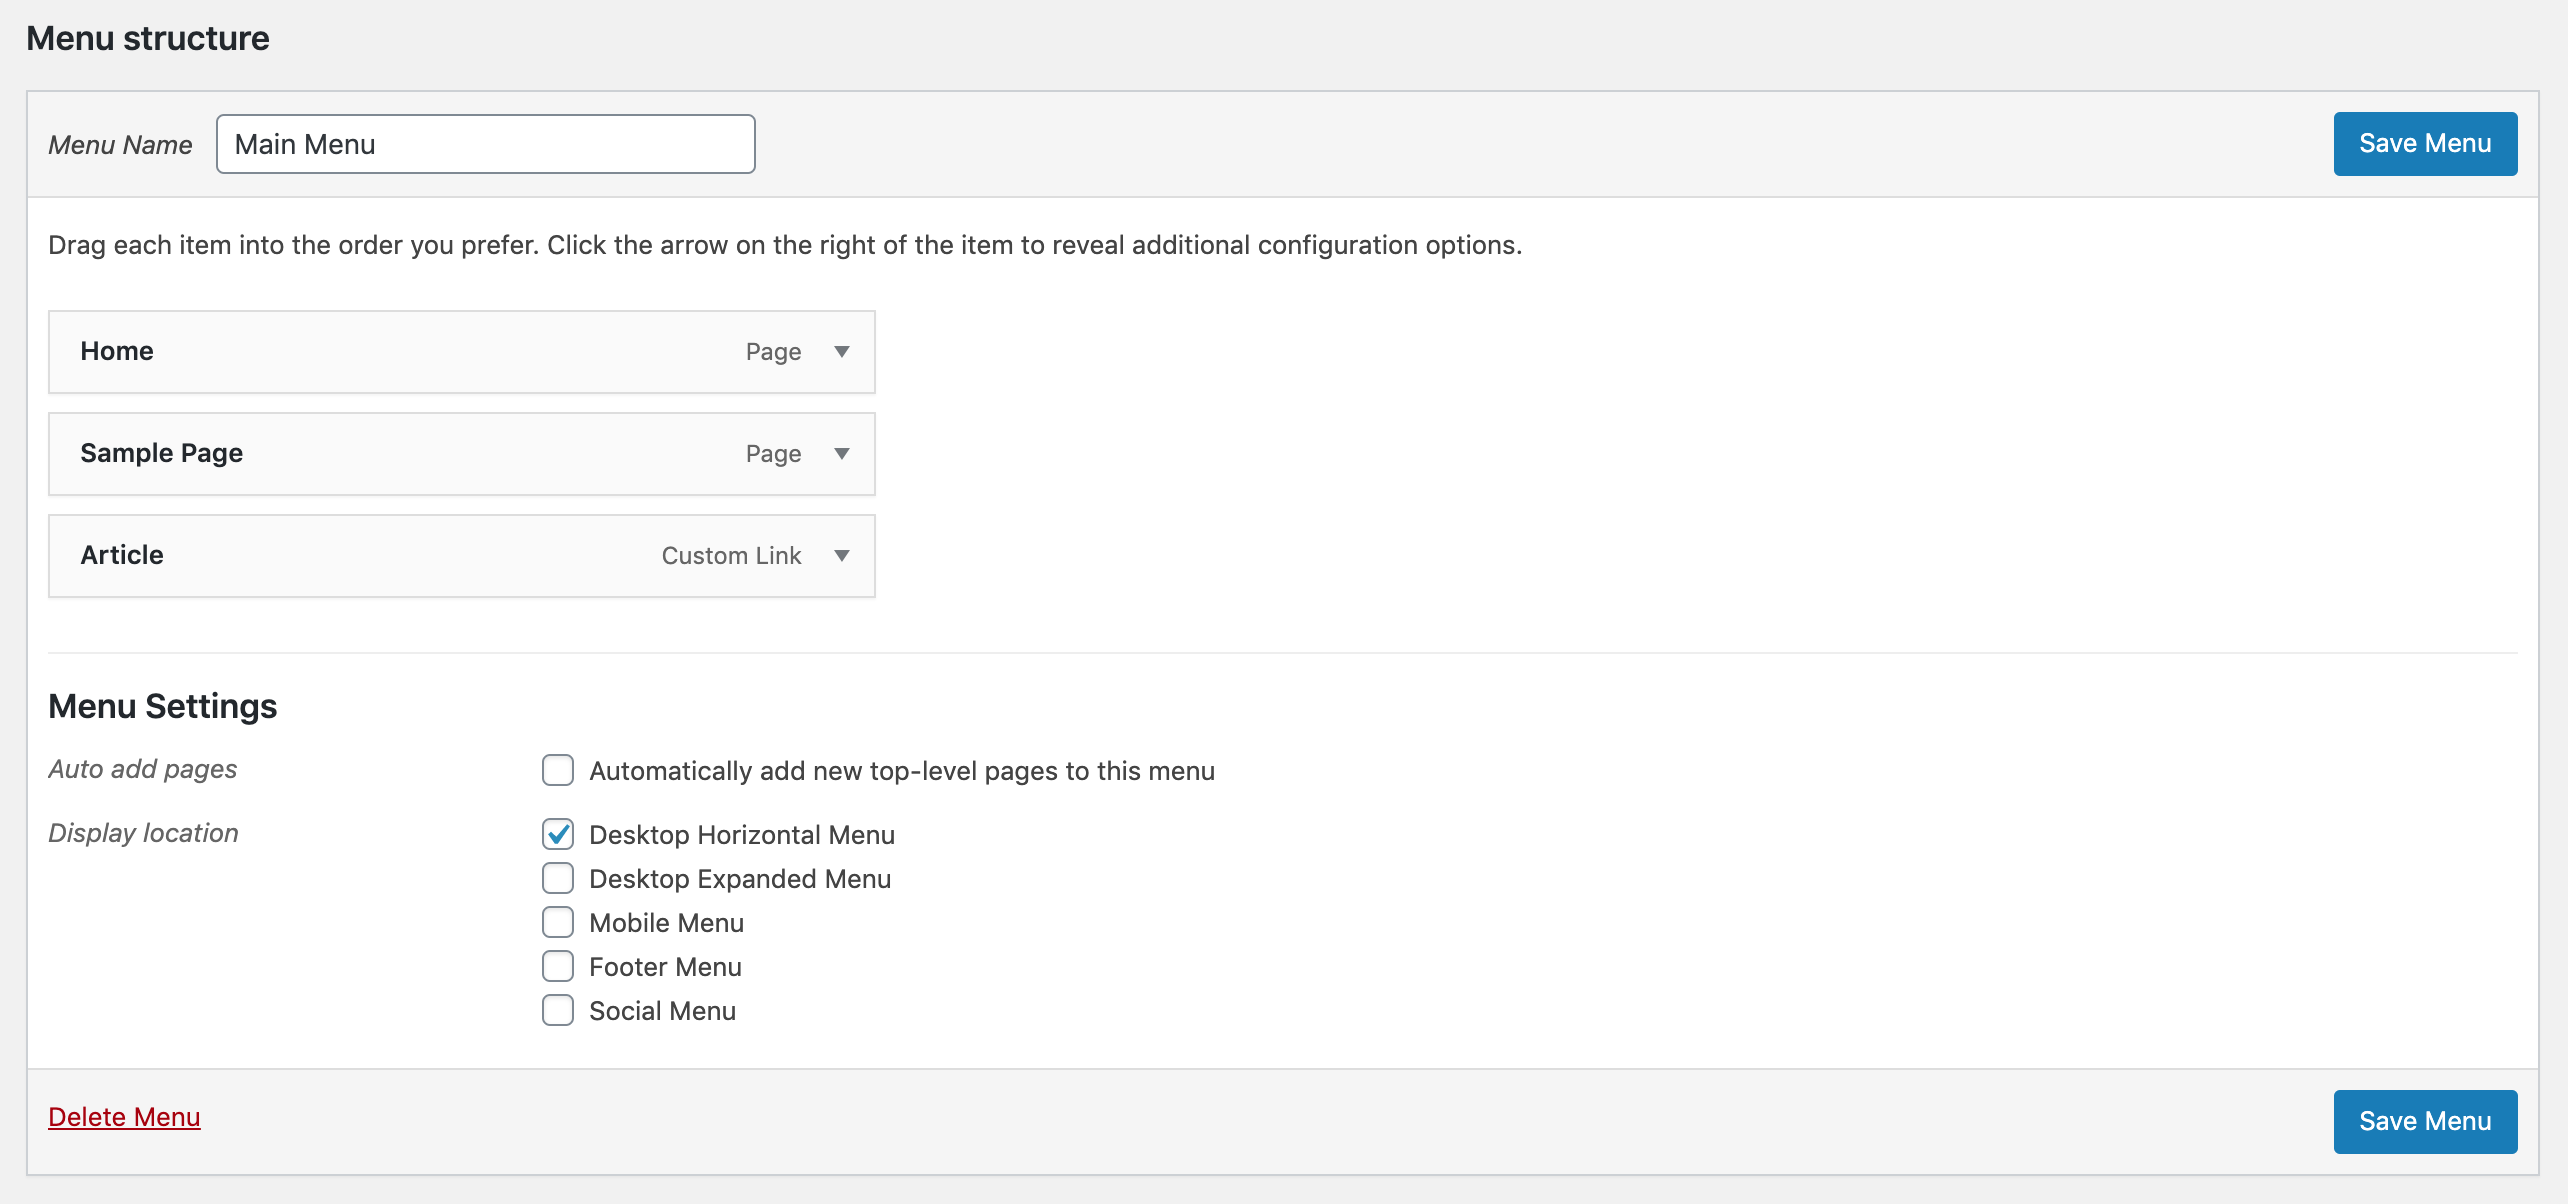 Menu structure
Menu Name Main Menu Save Menu
Drag each item into the order you prefer. Click the arrow on the right of the item to reveal additional configuration options.
Home Page
Sample Page Page
Article Custom Link
Menu Settings
Auto add pages Automatically add new top-level pages to this menu
Display location Desktop Horizontal Menu
Desktop Expanded Menu
Mobile Menu
Footer Menu
Social Menu
Delete Menu Save Menu